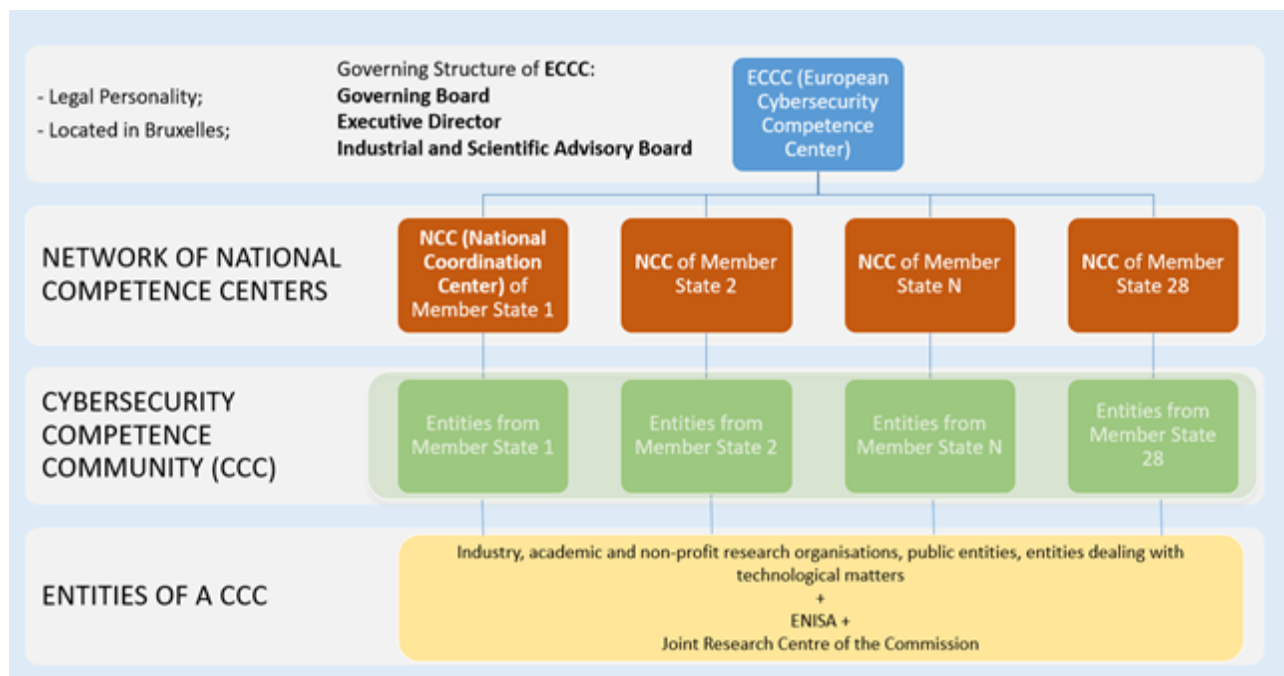 - Legal Personality;
- Located in Bruxelles;
Governing Structure of ECCC:
Governing Board
Executive Director
Industrial and Scientific Advisory Board
ECCC (European
Cybersecurity
Competence
Center)
NETWORK OF NATIONAL
COMPETENCE CENTERS
NCC (National
Coordination
Center) of
Member State 1
NCC of Member
State 2
NCC of Member
State N
NCC of Member
State 28
CYBERSECURITY
COMPETENCE
COMMUNITY (CCC)
Entities from
Member State 1
Entities from
Member State 2
Entities from
Member State N
Entities from
Member State
28
ENTITIES OF A CCC
Industry, academic and non-profit research organisations, public entities, entities dealing with
technological matters
+
ENISA +
Joint Research Centre of the Commission